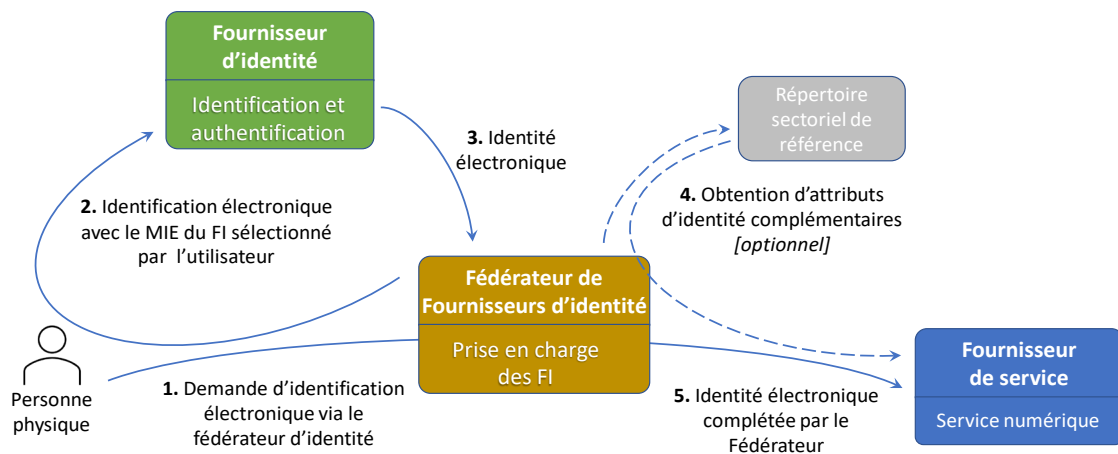 Fournisseur
d’identité
Identification et
authentification
Répertoire
sectoriel de
référence
3. Identité
électronique
2. Identification électronique
avec le MIE du FI sélectionné
par l’utilisateur
4. Obtention d’attributs
d’identité complémentaires
[optionnel]
Fédérateur de
Fournisseurs d’identité
Prise en charge
des FI
Personne
physique
1. Demande d’identification
électronique via le
fédérateur d’identité
5. Identité électronique
complétée par le
Fédérateur
Fournisseur
de service
Service numérique